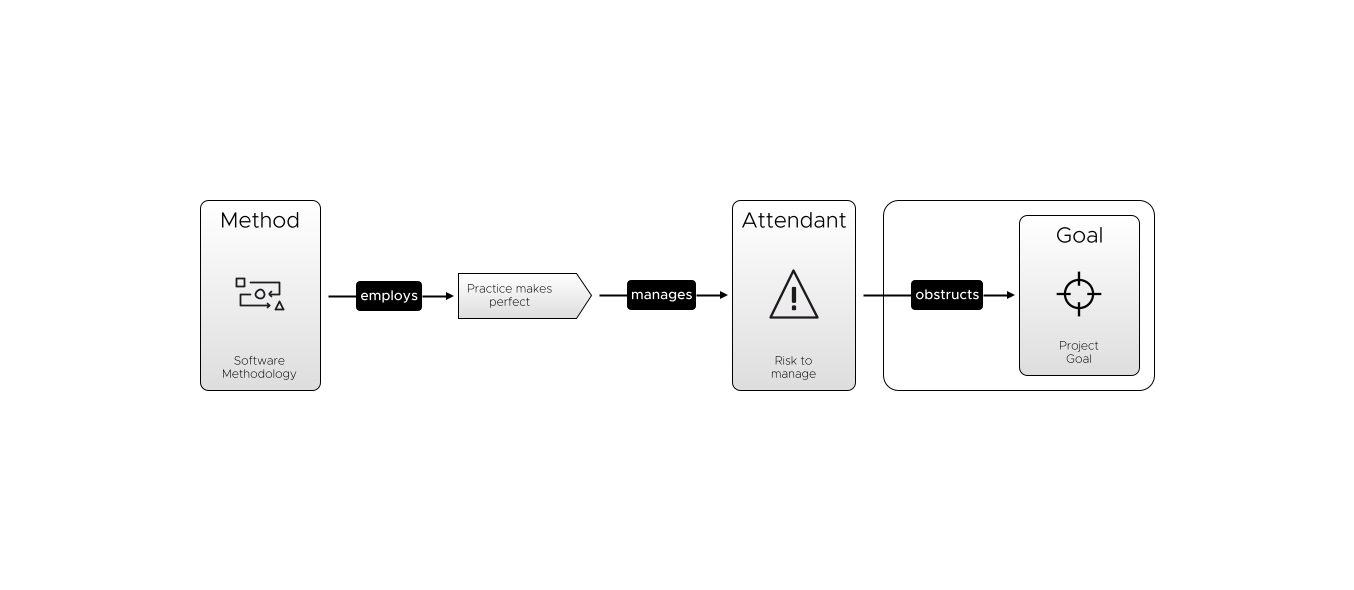 Method
Software
Methodology
employs
Practice makes
perfect
manages
Attendant
Risk to
manage
obstructs
Goal
Project
Goal